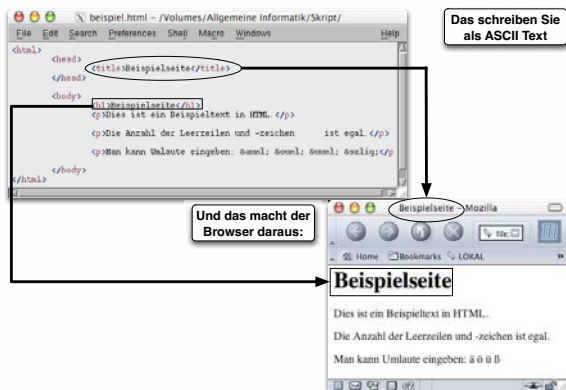 beispiel.html - /Volumes/Allgemeine Informatik/Skript/
File Edit Search Preferences Shell Macro Windows Help
<html>
<head>
<title>Beispielseite</title>
</head>
<body>
<h1>Beispielseite</h1>
<p>Dies ist ein Beispieltext in HTML.</p>
<p>Die Anzahl der Leerzeilen und -zeichen ist egal.</p>
<p>Man kann Umlaute eingeben: &auml; &ouml; &uuml; &szlig;</p
</body>
</html>
Das schreiben Sie
als ASCII Text
Und das macht der
Browser daraus:
Beispielseite - Mozilla
file:
Home Bookmarks LOKAL
Beispielseite
Dies ist ein Beispieltext in HTML.
Die Anzahl der Leerzeilen und -zeichen ist egal.
Man kann Umlaute eingeben: ä ö ü ß